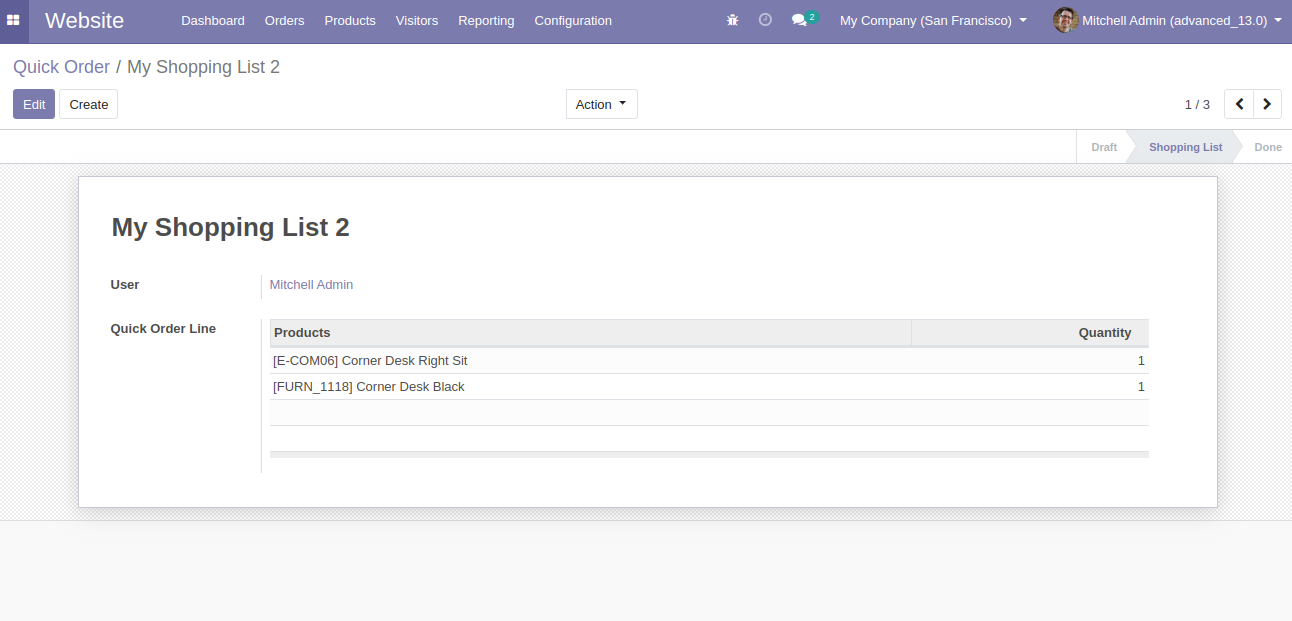 Website Dashboard Orders Products Visitors Reporting Configuration 2 My Company (San Francisco) Mitchell Admin (advanced_13.0)
Quick Order / My Shopping List 2
Edit Create Action 1 / 3
Draft Shopping List Done
My Shopping List 2
User Mitchell Admin
Quick Order Line
Products Quantity
[E-COM06] Corner Desk Right Sit 1
[FURN_1118] Corner Desk Black 1